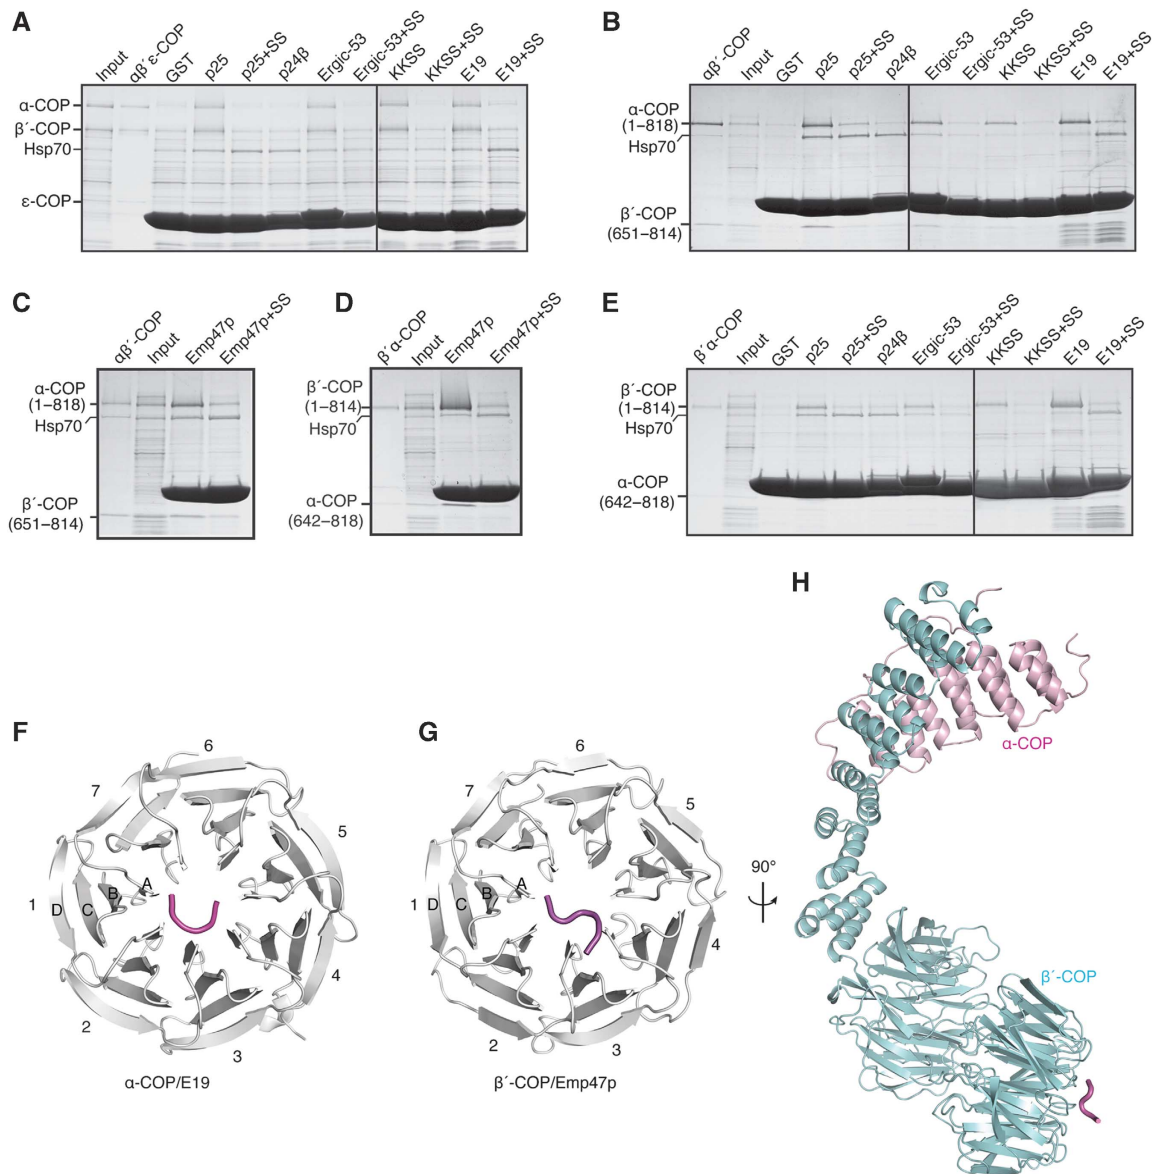 A
Input
αβ´ε-COP
GST
p25
p25+SS
p24β
Ergic-53
Ergic-53+SS
KKSS
KKSS+SS
E19
E19+SS
α-COP
β´-COP
Hsp70
ε-COP
B
αβ´-COP
Input
GST
p25
p25+SS
p24β
Ergic-53
Ergic-53+SS
KKSS
KKSS+SS
E19
E19+SS
α-COP
(1–818)
Hsp70
β´-COP
(651–814)
C
αβ´-COP
Input
Emp47p
Emp47p+SS
α-COP
(1–818)
Hsp70
β´-COP
(651–814)
D
β´α-COP
Input
Emp47p
Emp47p+SS
β´-COP
(1–814)
Hsp70
α-COP
(642–818)
E
β´α-COP
Input
GST
p25
p25+SS
p24β
Ergic-53
Ergic-53+SS
KKSS
KKSS+SS
E19
E19+SS
β´-COP
(1–814)
Hsp70
α-COP
(642–818)
F
6
7
5
1 D C B A
4
2
3
α-COP/E19
G
6
7
5
1 D C B A
4
2
3
β´-COP/Emp47p
90°
H
α-COP
β´-COP